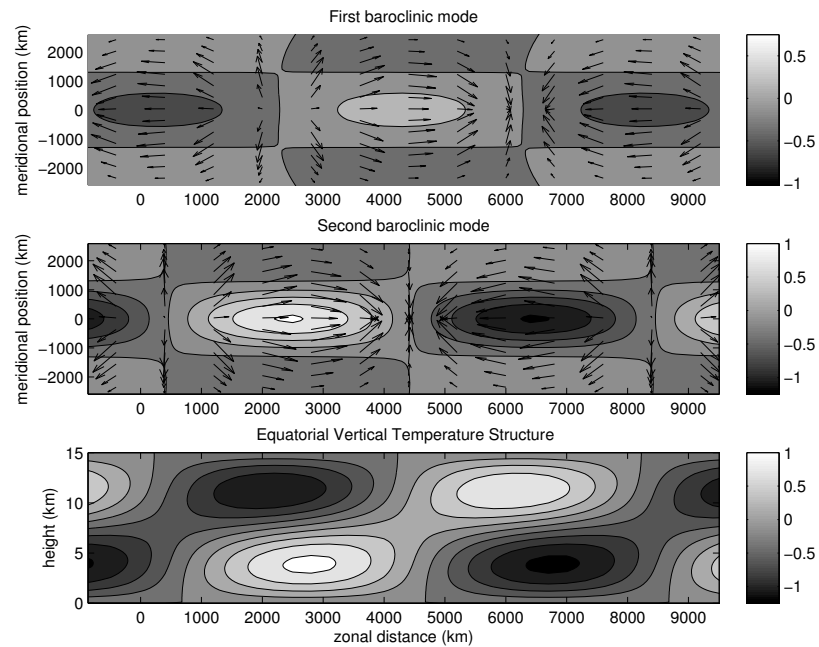 First baroclinic mode
meridional position (km)
2000
1000
0
−1000
−2000
0 1000 2000 3000 4000 5000 6000 7000 8000 9000
0.5
0
−0.5
−1
Second baroclinic mode
meridional position (km)
2000
1000
0
−1000
−2000
0 1000 2000 3000 4000 5000 6000 7000 8000 9000
1
0.5
0
−0.5
−1
Equatorial Vertical Temperature Structure
height (km)
15
10
5
0
0 1000 2000 3000 4000 5000 6000 7000 8000 9000
zonal distance (km)
1
0.5
0
−0.5
−1